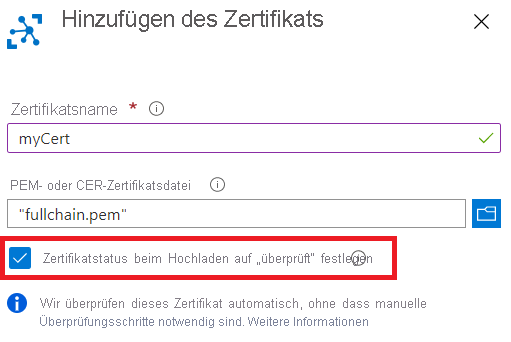 Hinzufügen des Zertifikats
Zertifikatsname *
myCert
PEM- oder CER-Zertifikatsdatei
"fullchain.pem"
Zertifikatstatus beim Hochladen auf „überprüft“ festlegen
Wir überprüfen dieses Zertifikat automatisch, ohne dass manuelle
Überprüfungsschritte notwendig sind. Weitere Informationen